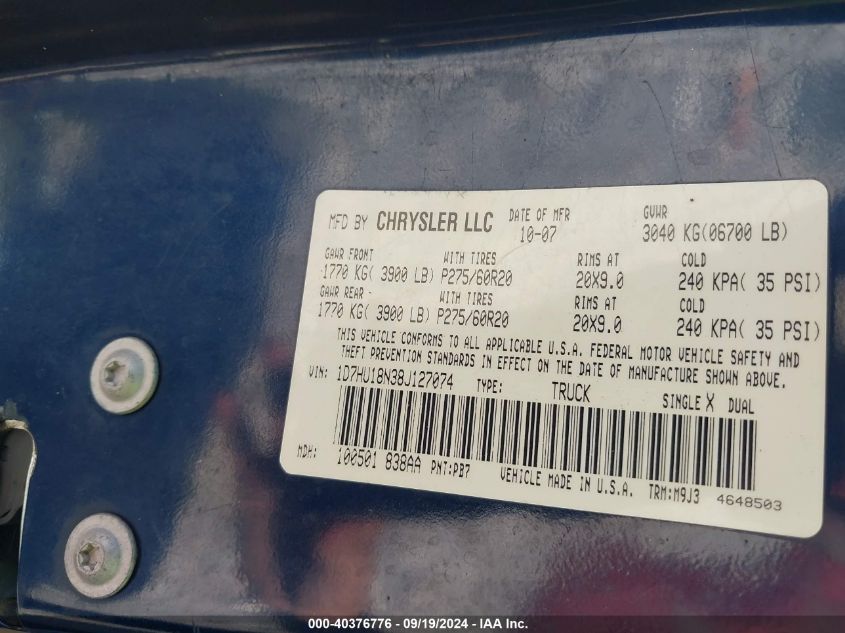 MFD BY CHRYSLER LLC DATE OF MFR GVWR
10-07 3040 KG(06700 LB)
GAWR FRONT WITH TIRES RIMS AT COLD
1770 KG( 3900 LB) P275/60R20 20X9.0 240 KPA( 35 PSI)
GAWR REAR - WITH TIRES RIMS AT COLD
1770 KG( 3900 LB) P275/60R20 20X9.0 240 KPA( 35 PSI)
THIS VEHICLE CONFORMS TO ALL APPLICABLE U.S.A. FEDERAL MOTOR VEHICLE SAFETY AND
THEFT PREVENTION STANDARDS IN EFFECT ON THE DATE OF MANUFACTURE SHOWN ABOVE.
VIN: 1D7HU18N38J127074 TYPE: TRUCK SINGLE X DUAL
MDH: 100501 838AA PNT:PB7 VEHICLE MADE IN U.S.A. TRM:M9J3 4648503
000-40376776 - 09/19/2024 - IAA Inc.